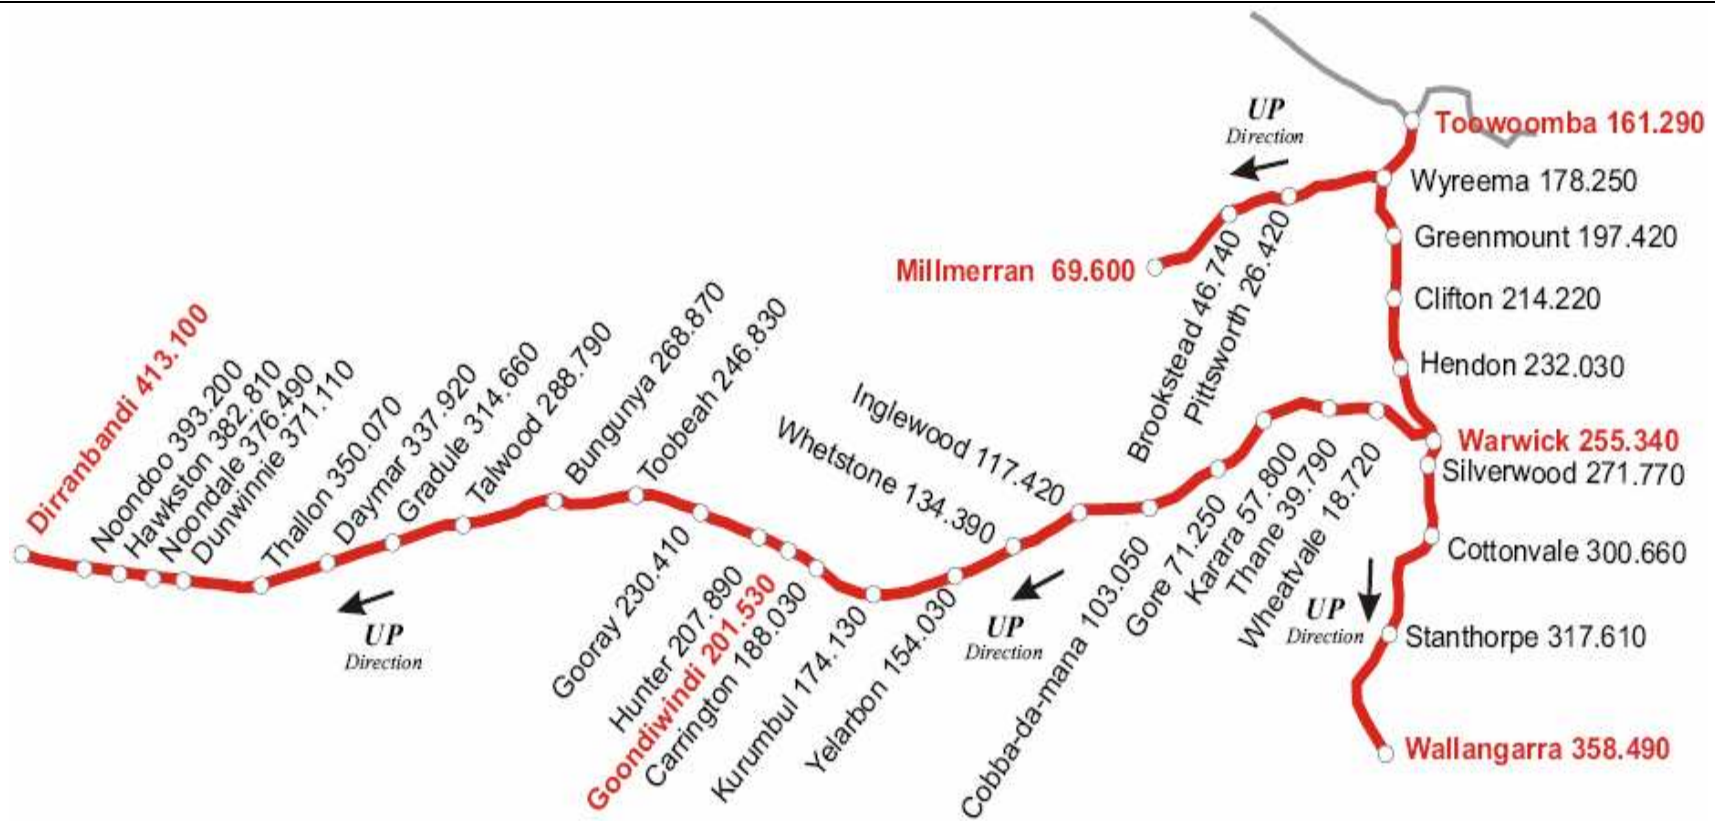 Toowoomba 161.290
UP
Direction
Wyreema 178.250
Greenmount 197.420
Millmerran 69.600
Brookstead 46.740
Pittsworth 26.420
Clifton 214.220
Hendon 232.030
Warwick 255.340
Silverwood 271.770
Cottonvale 300.660
UP
Direction
Stanthorpe 317.610
Wallangarra 358.490
Dirranbandi 413.100
Noondoo 393.200
Hawkston 382.810
Noondale 376.490
Dunwinnie 371.110
Thallon 350.070
Daymar 337.920
Gradule 314.660
Talwood 288.790
Bungunya 268.870
Toobeah 246.830
UP
Direction
Gooray 230.410
Hunter 207.890
Goondiwindi 201.530
Carrington 188.030
Kurumbul 174.130
Yelarbon 154.030
Whetstone 134.390
Inglewood 117.420
UP
Direction
Cobba-da-mana 103.050
Gore 71.250
Karara 57.800
Thane 39.790
Wheatvale 18.720